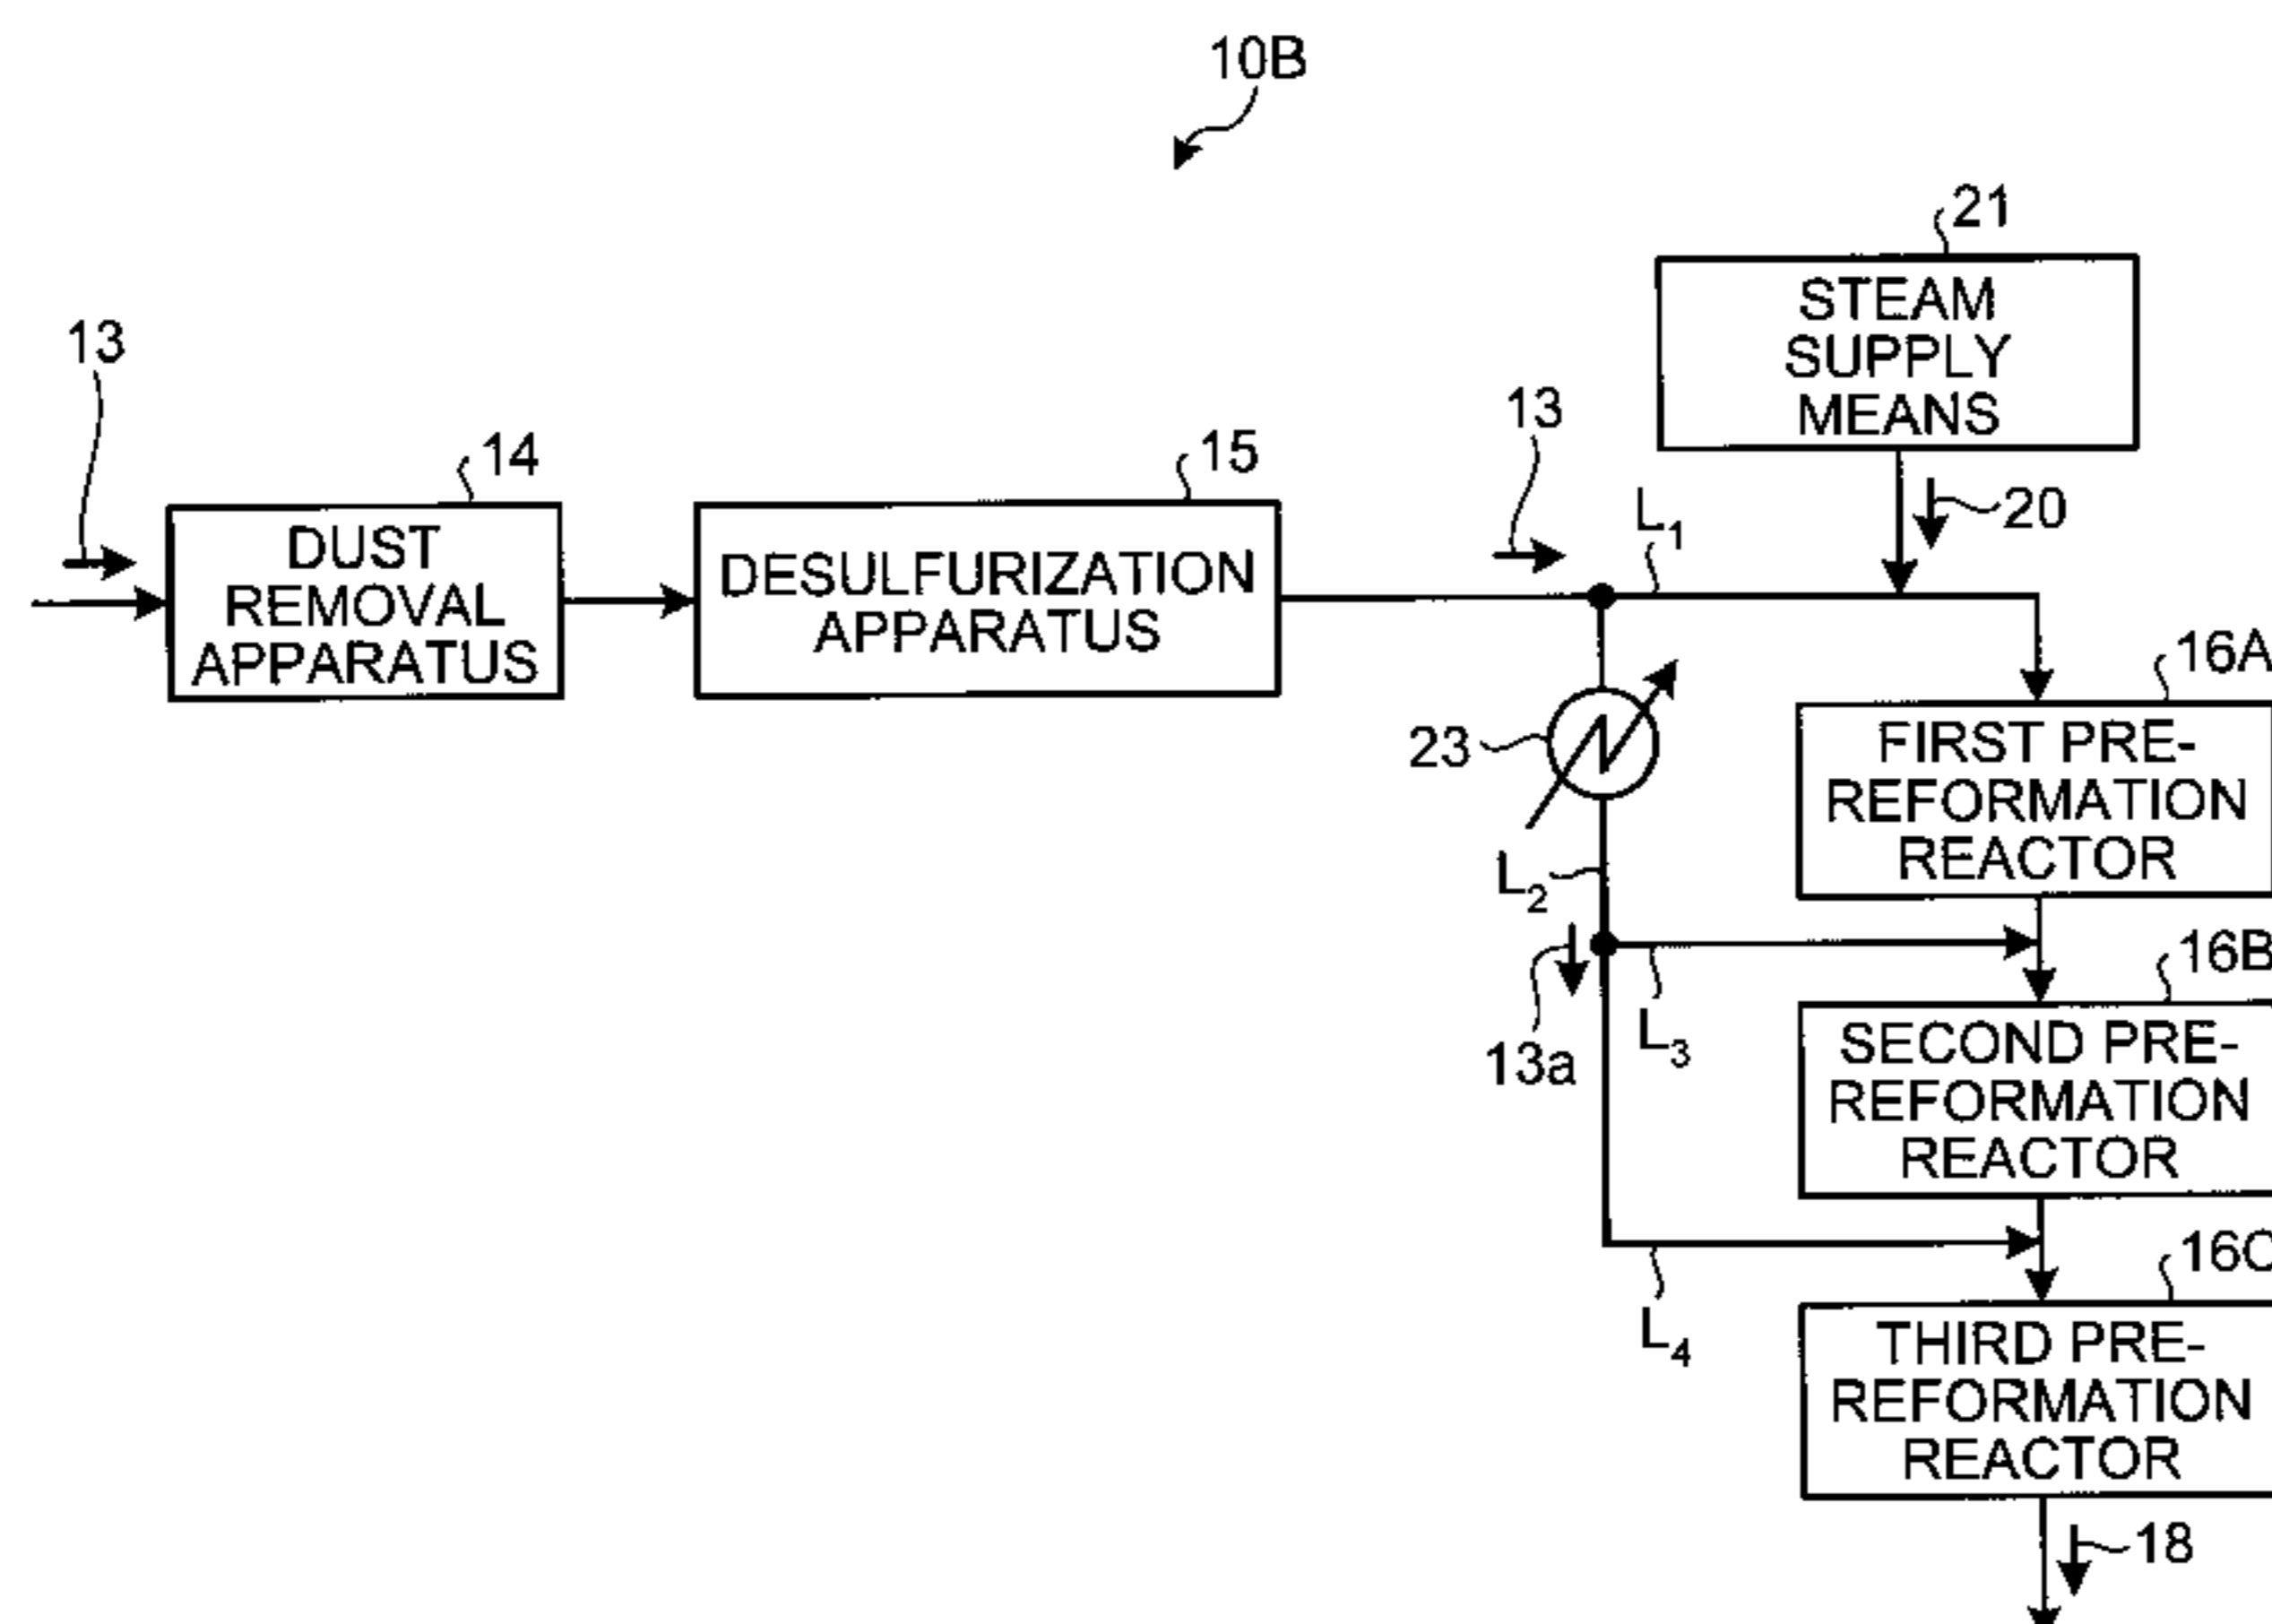 10B
21
STEAM
SUPPLY
MEANS
13
13
14
15
L1
20
DUST
REMOVAL
APPARATUS
DESULFURIZATION
APPARATUS
16A
23
FIRST PRE-
REFORMATION
REACTOR
L2
16B
13a
L3
SECOND PRE-
REFORMATION
REACTOR
16C
L4
THIRD PRE-
REFORMATION
REACTOR
18